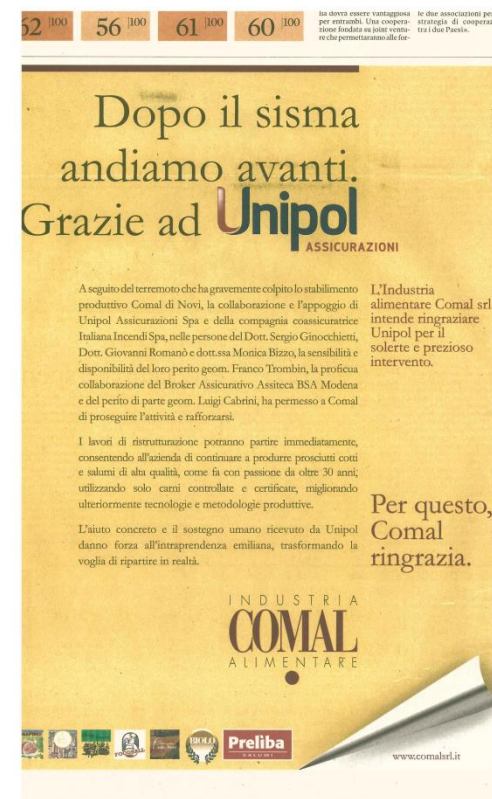 62 |100 56 |100 61 |100 60 |100
ha dovrà essere vantaggiosa
per entrambi. Una coopera-
zione fondata su joint ventu-
re che permetteranno alle for-
le due associazioni per
strategia di cooperaz
tra i due Paesi».
Dopo il sisma
andiamo avanti.
Grazie ad Unipol
ASSICURAZIONI
A seguito del terremoto che ha gravemente colpito lo stabilimento
produttivo Comal di Novi, la collaborazione e l'appoggio di
Unipol Assicurazioni Spa e della compagnia coassicuratrice
Italiana Incendi Spa, nelle persone del Dott. Sergio Ginocchietti,
Dott. Giovanni Romanò e dott.ssa Monica Bizzo, la sensibilità e
disponibilità del loro perito geom. Franco Trombin, la proficua
collaborazione del Broker Assicurativo Assiteca BSA Modena
e del perito di parte geom. Luigi Cabrini, ha permesso a Comal
di proseguire l'attività e rafforzarsi.
I lavori di ristrutturazione potranno partire immediatamente,
consentendo all'azienda di continuare a produrre prosciutti cotti
e salumi di alta qualità, come fa con passione da oltre 30 anni,
utilizzando solo carni controllate e certificate, migliorando
ulteriormente tecnologie e metodologie produttive.
L'aiuto concreto e il sostegno umano ricevuto da Unipol
danno forza all'intraprendenza emiliana, trasformando la
voglia di ripartire in realtà.
L'Industria
alimentare Comal srl
intende ringraziare
Unipol per il
solerte e prezioso
intervento.
Per questo,
Comal
ringrazia.
INDUSTRIA
COMAL
ALIMENTARE
BIOLO
Preliba
SALUMI
www.comalsrl.it